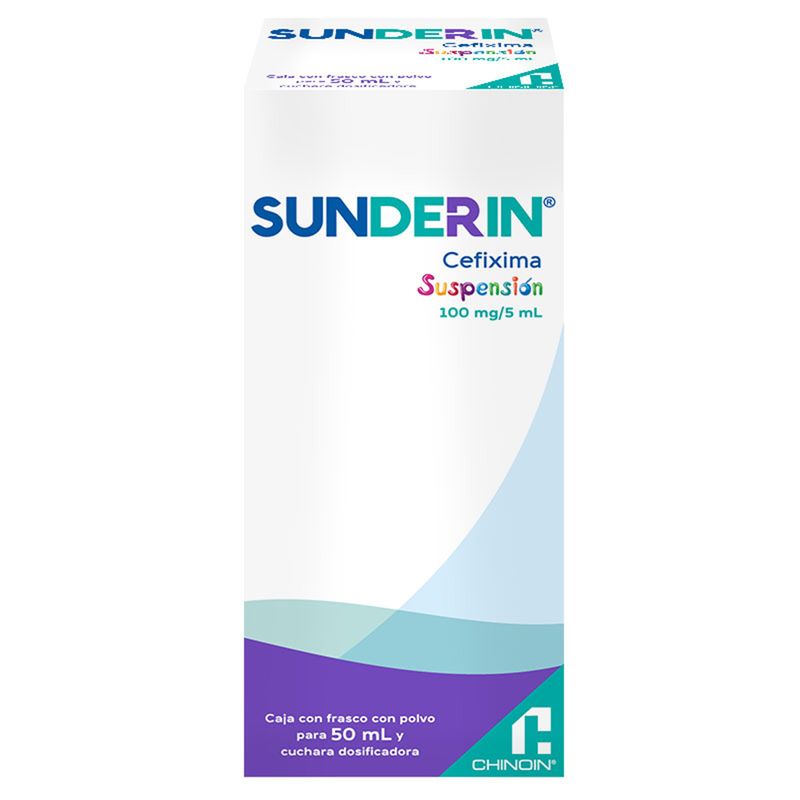 SUNDERIN®
Cefixima
Suspensión
100 mg/5 mL
Caja con frasco con polvo
para 50 mL y
cuchara dosificadora
SUNDERIN®
Cefixima
Suspensión
100 mg/5 mL
Caja con frasco con polvo
para 50 mL y
cuchara dosificadora
CHINOIN®